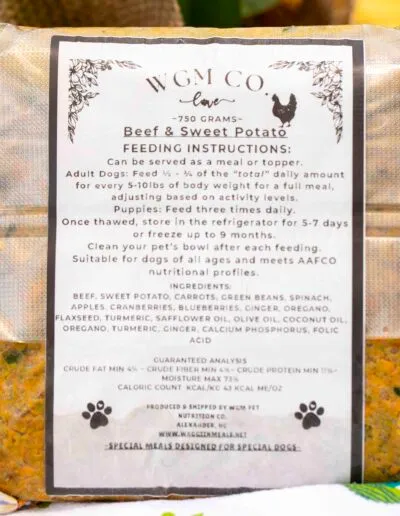 WGM CO.
love
~750 GRAMS~
Beef & Sweet Potato
FEEDING INSTRUCTIONS:
Can be served as a meal or topper.
Adult Dogs: Feed ½ - ¾ of the "total" daily amount
for every 5-10lbs of body weight for a full meal,
adjusting based on activity levels.
Puppies: Feed three times daily.
Once thawed, store in the refrigerator for 5-7 days
or freeze up to 9 months.
Clean your pet's bowl after each feeding.
Suitable for dogs of all ages and meets AAFCO
nutritional profiles.
INGREDIENTS:
BEEF, SWEET POTATO, CARROTS, GREEN BEANS, SPINACH,
APPLES, CRANBERRIES, BLUEBERRIES, GINGER, OREGANO,
FLAXSEED, TURMERIC, SAFFLOWER OIL, OLIVE OIL, COCONUT OIL,
OREGANO, TURMERIC, GINGER, CALCIUM PHOSPHORUS, FOLIC
ACID
GUARANTEED ANALYSIS
CRUDE FAT MIN 4% - CRUDE FIBER MIN 4%- CRUDE PROTEIN MIN 11%-
MOISTURE MAX 73%
CALORIC COUNT KCAL/KG 43 KCAL ME/OZ
PRODUCED & SHIPPED BY WGM PET
NUTRITION CO.
ALEXANDER, NC
WWW.WAGGIEMMEALS.NET
-SPECIAL MEALS DESIGNED FOR SPECIAL DOGS-